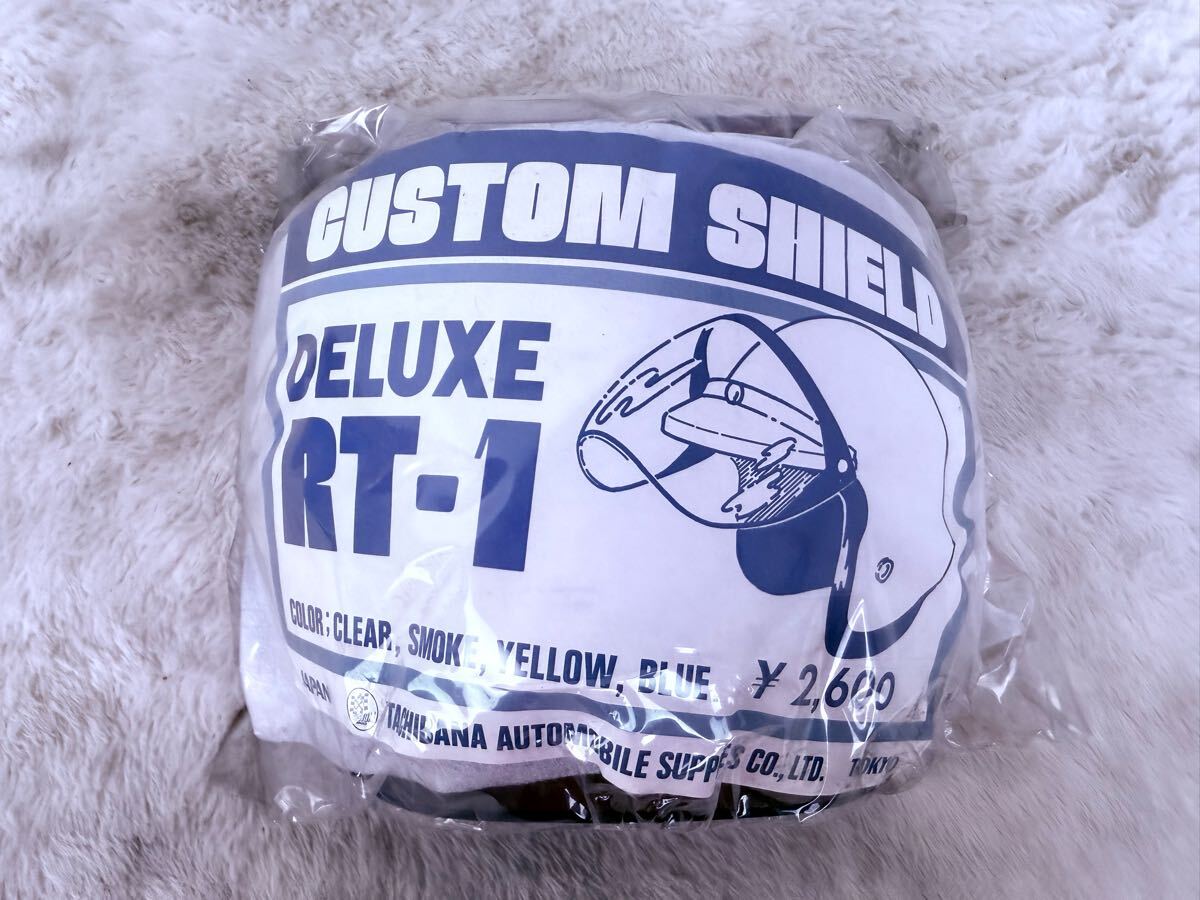 CUSTOM SHIELD
DELUXE
RT-1
COLOR; CLEAR, SMOKE, YELLOW, BLUE. ¥ 2,600
JAPAN TACHIBANA AUTOMOBILE SUPPLIES CO., LTD. TOKYO